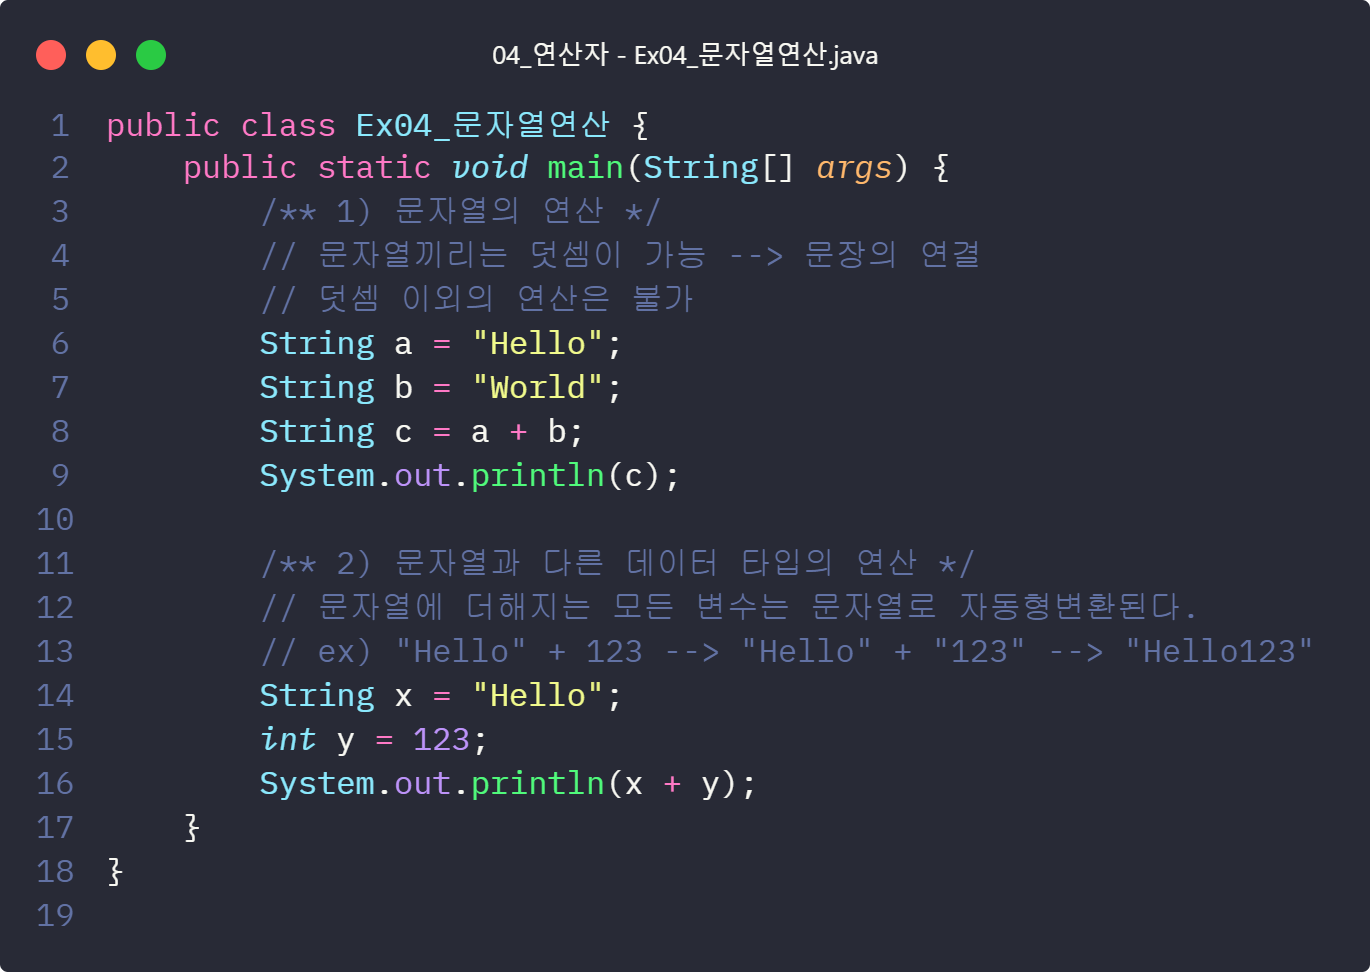 04_연산자 - Ex04_문자열연산.java
1 public class Ex04_문자열연산 {
2     public static void main(String[] args) {
3         /** 1) 문자열의 연산 */
4         // 문자열끼리는 덧셈이 가능 --> 문장의 연결
5         // 덧셈 이외의 연산은 불가
6         String a = "Hello";
7         String b = "World";
8         String c = a + b;
9         System.out.println(c);
10
11         /** 2) 문자열과 다른 데이터 타입의 연산 */
12         // 문자열에 더해지는 모든 변수는 문자열로 자동형변환된다.
13         // ex) "Hello" + 123 --> "Hello" + "123" --> "Hello123"
14         String x = "Hello";
15         int y = 123;
16         System.out.println(x + y);
17     }
18 }
19